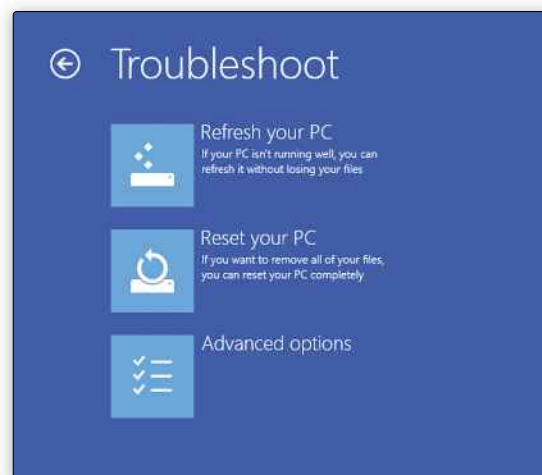 Troubleshoot
Refresh your PC
If your PC isn't running well, you can
refresh it without losing your files
Reset your PC
If you want to remove all of your files,
you can reset your PC completely
Advanced options